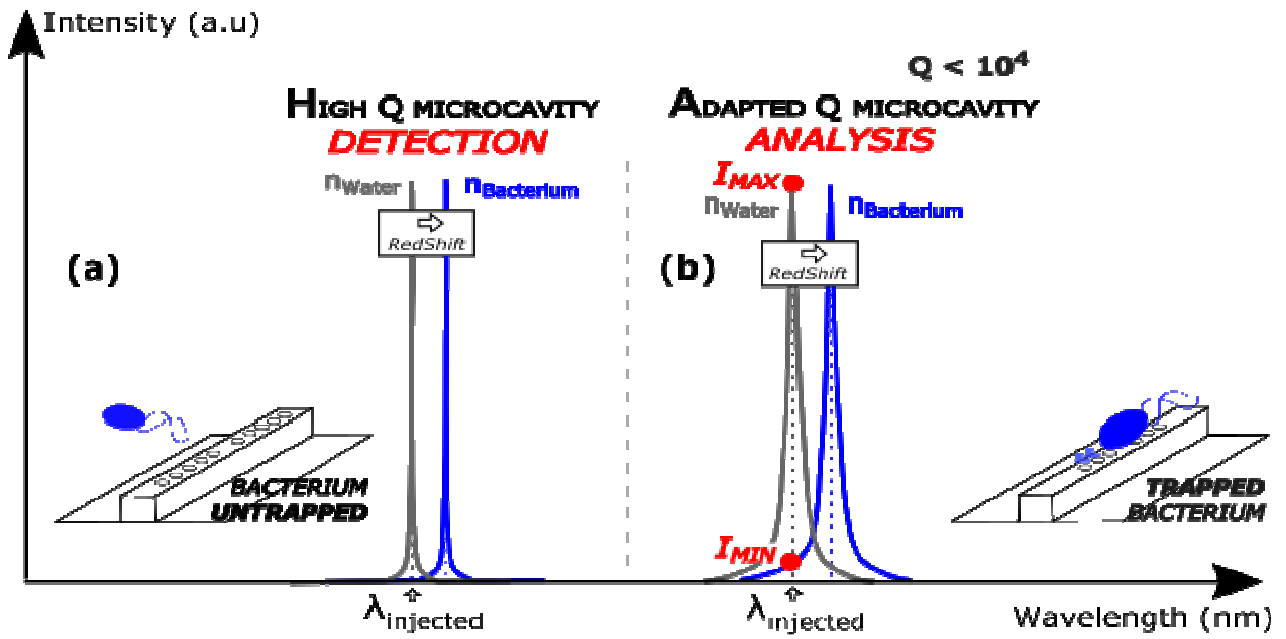 Intensity (a.u)
Q < 10⁴
HIGH Q MICROCAVITY
DETECTION
ADAPTED Q MICROCAVITY
ANALYSIS
nWater
nBacterium
IMAX
nWater
nBacterium
RedShift
RedShift
(a)
(b)
BACTERIUM
UNTRAPPED
TRAPPED
BACTERIUM
IMIN
λinjected
λinjected
Wavelength (nm)